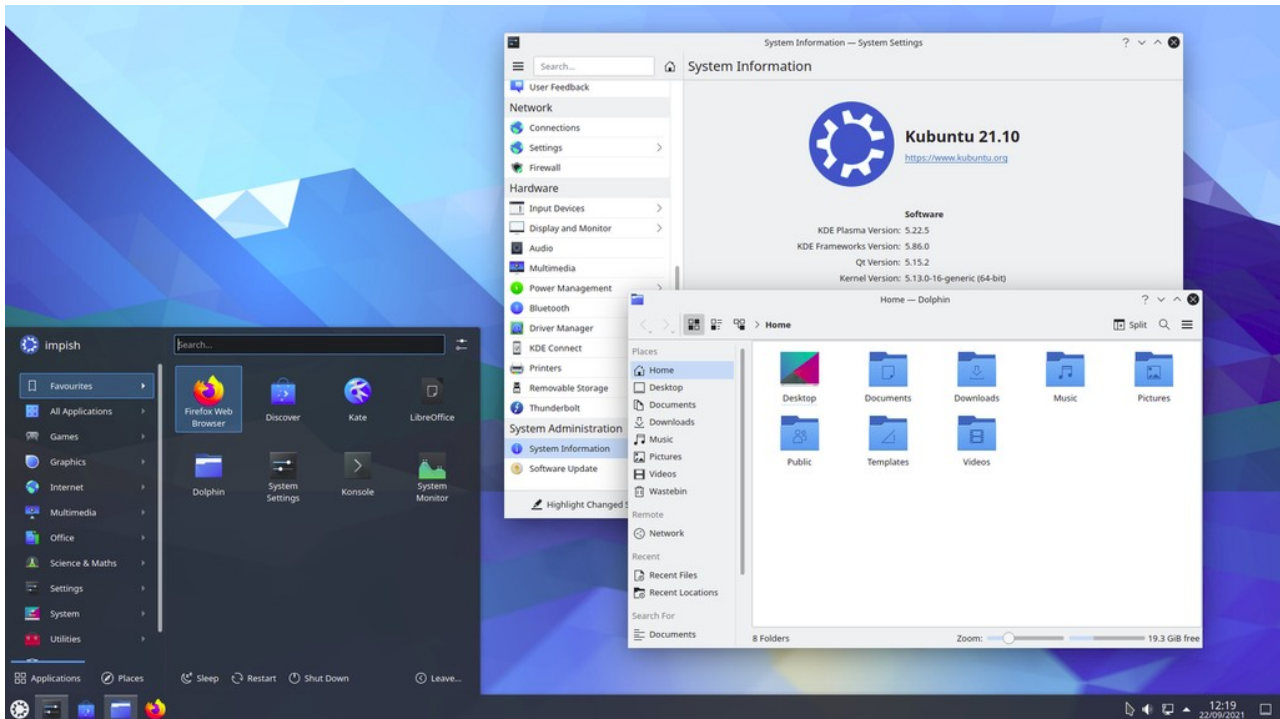 System Information — System Settings
Search...
System Information
User Feedback
Network
Connections
Settings
Firewall
Hardware
Input Devices
Display and Monitor
Audio
Multimedia
Power Management
Bluetooth
Driver Manager
KDE Connect
Printers
Removable Storage
Thunderbolt
System Administration
System Information
Software Update
Highlight Changed S
Kubuntu 21.10
https://www.kubuntu.org
Software
KDE Plasma Version: 5.22.5
KDE Frameworks Version: 5.86.0
Qt Version: 5.15.2
Kernel Version: 5.13.0-16-generic (64-bit)
Home — Dolphin
Home
Split
Places
Home
Desktop
Documents
Downloads
Music
Pictures
Videos
Wastebin
Remote
Network
Recent
Recent Files
Recent Locations
Search For
Documents
Desktop
Documents
Downloads
Music
Pictures
Public
Templates
Videos
8 Folders
Zoom:
19.3 GiB free
impish
Search...
Favourites
All Applications
Games
Graphics
Internet
Multimedia
Office
Science & Maths
Settings
System
Utilities
Firefox Web
Browser
Discover
Kate
LibreOffice
Dolphin
System
Settings
Konsole
System
Monitor
Applications
Places
Sleep
Restart
Shut Down
Leave...
12:19
22/09/2021